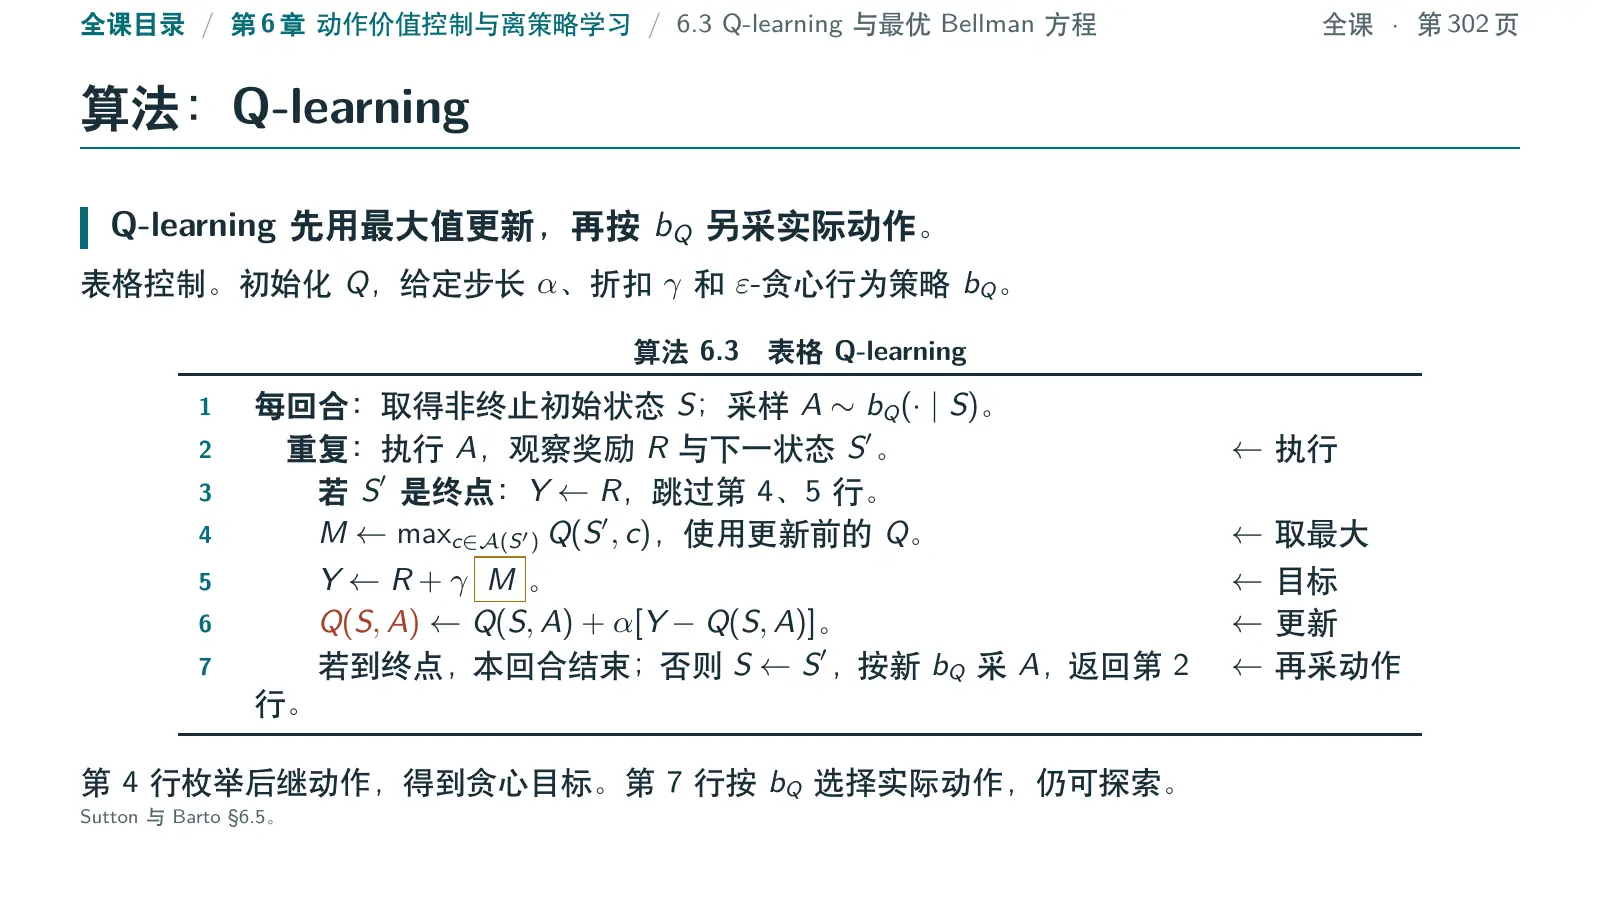 全课目录 / 第 6 章 动作价值控制与离策略学习 / 6.3 Q-learning 与最优 Bellman 方程 全课 · 第 302 页
算法：Q-learning
Q-learning 先用最大值更新，再按 b_Q 另采实际动作。
表格控制。初始化 Q，给定步长 α、折扣 γ 和 ε-贪心行为策略 b_Q。
算法 6.3 表格 Q-learning
1 每回合：取得非终止初始状态 S；采样 A ∼ b_Q(· | S)。
2 重复：执行 A，观察奖励 R 与下一状态 S′。 ← 执行
3 若 S′ 是终点：Y ← R，跳过第 4、5 行。
4 M ← max_{c∈𝒜(S′)} Q(S′, c)，使用更新前的 Q。 ← 取最大
5 Y ← R + γ M。 ← 目标
6 Q(S, A) ← Q(S, A) + α[Y − Q(S, A)]。 ← 更新
7 若到终点，本回合结束；否则 S ← S′，按新 b_Q 采 A，返回第 2 ← 再采动作
行。
第 4 行枚举后继动作，得到贪心目标。第 7 行按 b_Q 选择实际动作，仍可探索。
Sutton 与 Barto §6.5。